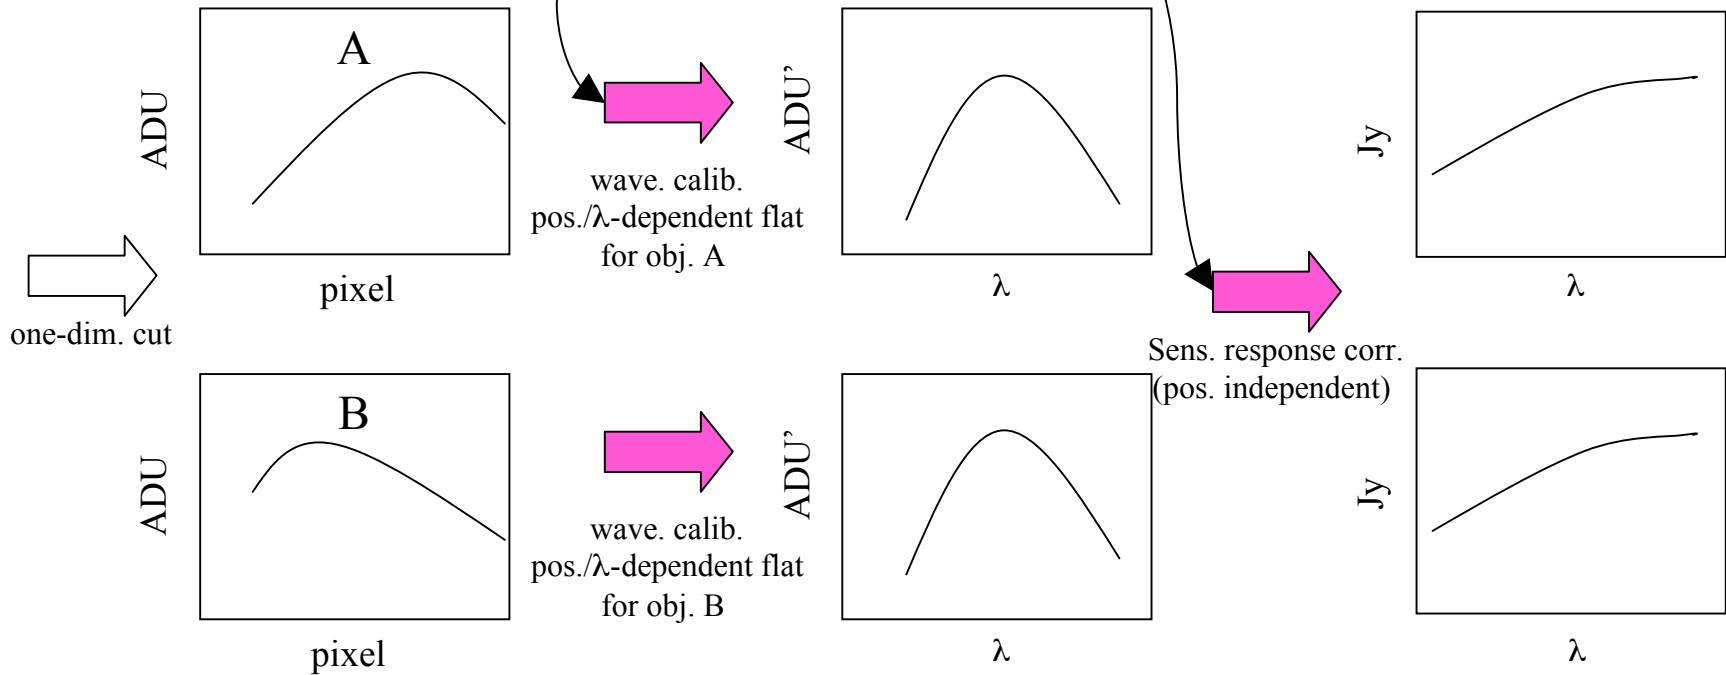 A
ADU
pixel
one-dim. cut
wave. calib.
pos./λ-dependent flat
for obj. A
ADU’
λ
Jy
λ
Sens. response corr.
(pos. independent)
B
ADU
pixel
wave. calib.
pos./λ-dependent flat
for obj. B
ADU’
λ
Jy
λ